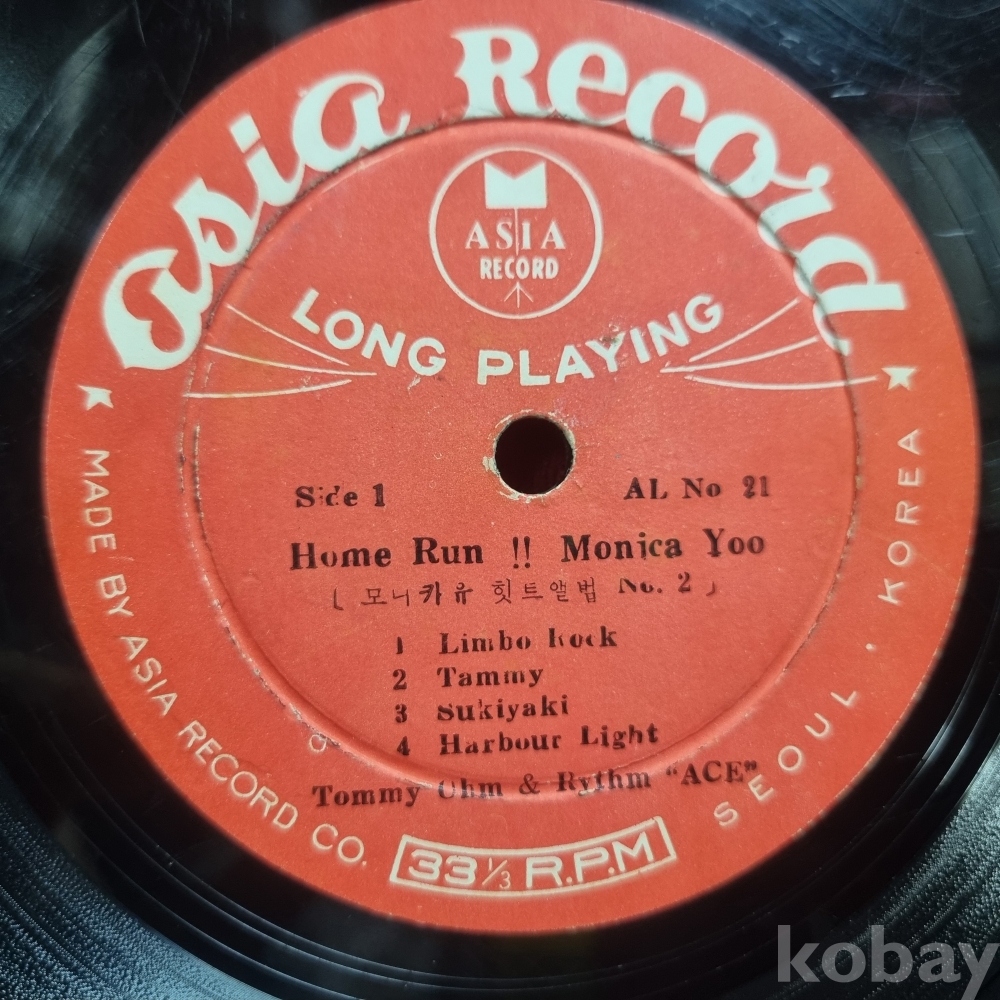 Asia Record
ASIA
RECORD
LONG PLAYING
Side 1 AL No 21
Home Run !! Monica Yoo
( 모니카유 힛트앨범 No. 2 )
1 Limbo Rock
2 Tammy
3 Sukiyaki
4 Harbour Light
Tommy Ohm & Rythm "ACE"
33 1/3 R.P.M
MADE BY ASIA RECORD CO.
SEOUL, KOREA
kobay